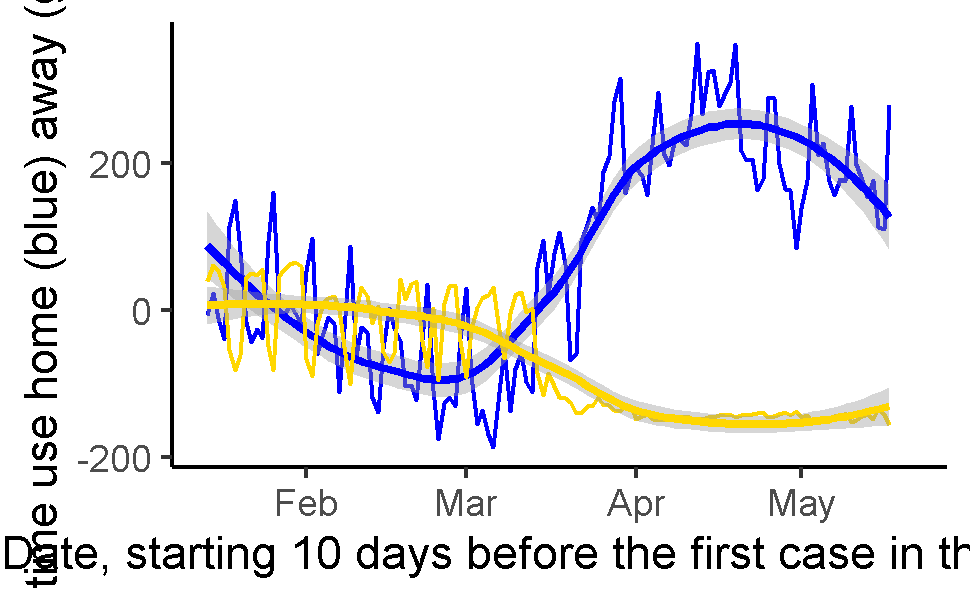 time use home (blue) away (g
200
0
-200
Feb Mar Apr May
Date, starting 10 days before the first case in th